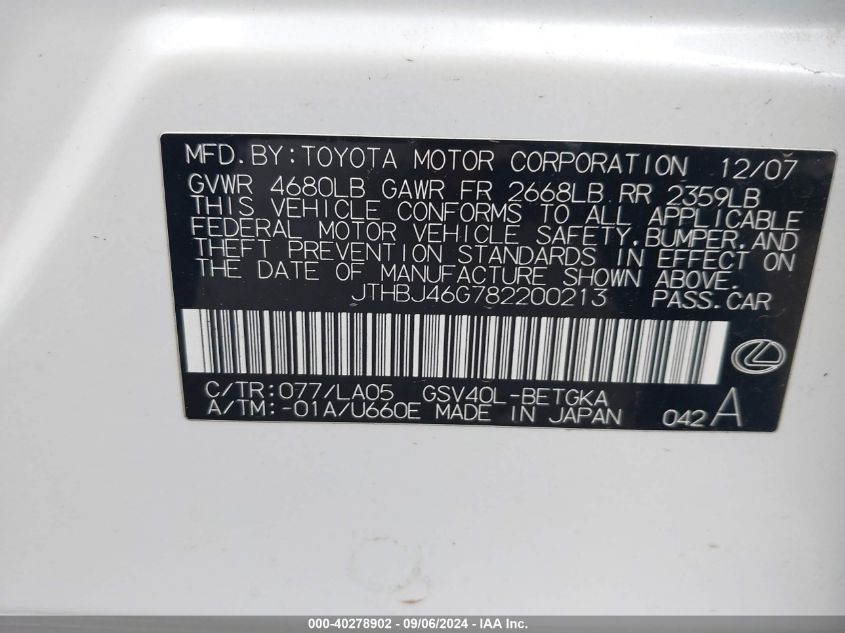 MFD.BY:TOYOTA MOTOR CORPORATION 12/07
GVWR 4680LB GAWR FR 2668LB RR 2359LB
THIS VEHICLE CONFORMS TO ALL APPLICABLE
FEDERAL MOTOR VEHICLE SAFETY,BUMPER,AND
THEFT PREVENTION STANDARDS IN EFFECT ON
THE DATE OF MANUFACTURE SHOWN ABOVE.
JTHBJ46G782200213 PASS.CAR
C/TR:077/LA05 GSV40L-BETGKA
A/TM:-01A/U660E MADE IN JAPAN 042A
000-40278902 - 09/06/2024 - IAAI.COM